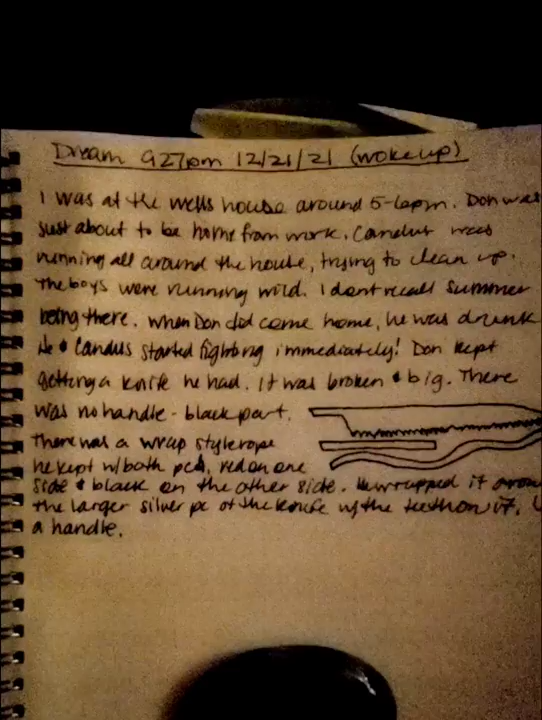 Dream 927pm 12/21/21 (woke up)
I was at the wells house around 5-6pm. Don was
just about to be home from work. Candus was
running all around the house, trying to clean up.
The boys were running wild. I dont recall summer
being there. When Don did come home, he was drunk
He & Candus started fighting immediately! Don kept
getting a knife he had. It was broken & big. There
was no handle - black part.
There was a wrap style rope
he kept w/both pcs, red on one
side & black on the other side. He wrapped it
the larger silver pc of the knife w/the teeth on it,
a handle.